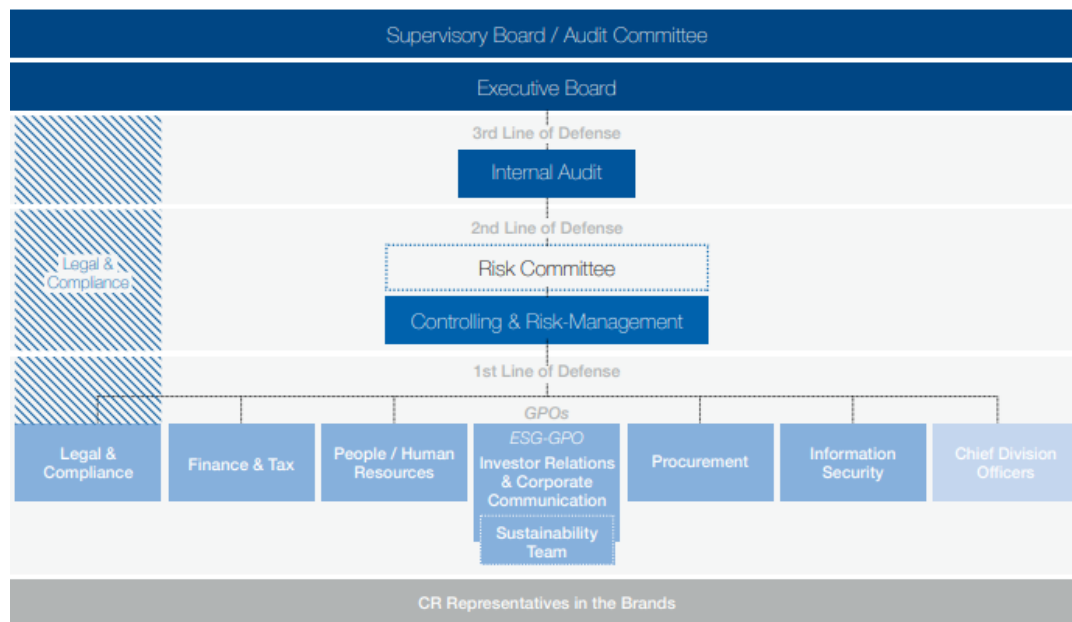 Supervisory Board / Audit Committee
Executive Board
3rd Line of Defense
Internal Audit
2nd Line of Defense
Legal &
Compliance
Risk Committee
Controlling & Risk-Management
1st Line of Defense
GPOs
Legal &
Compliance
Finance & Tax
People / Human
Resources
ESG-GPO
Investor Relations
& Corporate
Communication
Sustainability
Team
Procurement
Information
Security
Chief Division
Officers
CR Representatives in the Brands